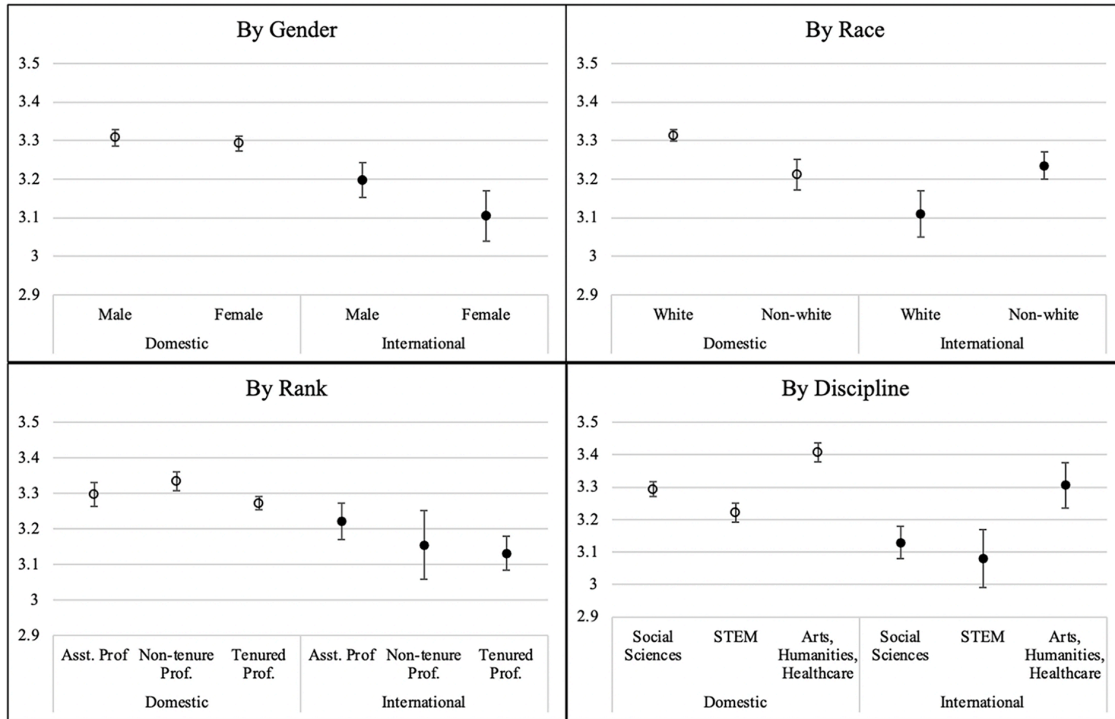 By Gender
3.5
3.4
3.3
3.2
3.1
3
2.9
Male Female Male Female
Domestic International
By Race
3.5
3.4
3.3
3.2
3.1
3
2.9
White Non-white White Non-white
Domestic International
By Rank
3.5
3.4
3.3
3.2
3.1
3
2.9
Asst. Prof Non-tenure Tenured Asst. Prof Non-tenure Tenured
Prof. Prof. Prof. Prof.
Domestic International
By Discipline
3.5
3.4
3.3
3.2
3.1
3
2.9
Social STEM Arts, Social STEM Arts,
Sciences Humanities, Sciences Humanities,
Healthcare Healthcare
Domestic International